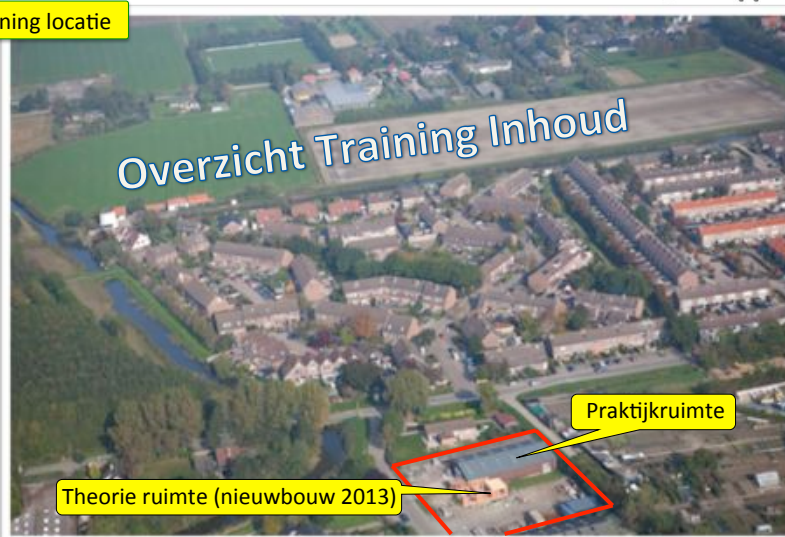 ning locatie
Overzicht Training Inhoud
Praktijkruimte
Theorie ruimte (nieuwbouw 2013)